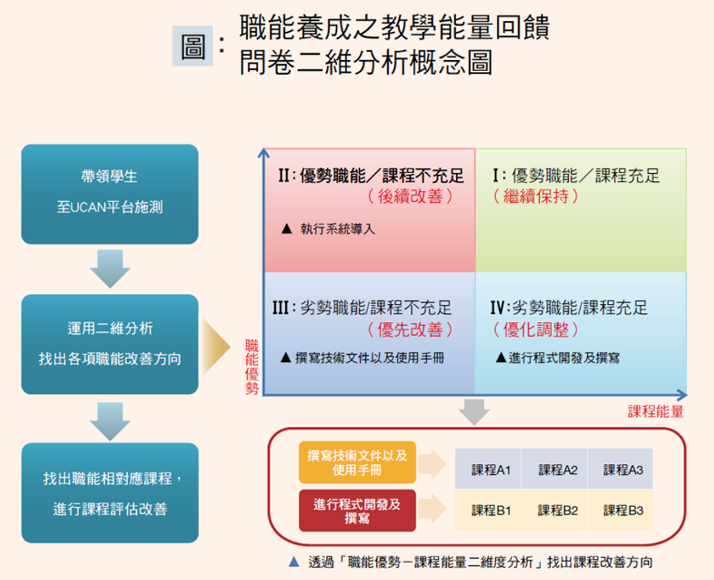 圖：
職能養成之教學能量回饋
問卷二維分析概念圖
帶領學生
至UCAN平台施測
運用二維分析
找出各項職能改善方向
找出職能相對應課程，
進行課程評估改善
職能優勢
II：優勢職能／課程不充足
（後續改善）
▲ 執行系統導入
I：優勢職能／課程充足
（繼續保持）
III：劣勢職能/課程不充足
（優先改善）
▲撰寫技術文件以及使用手冊
IV：劣勢職能/課程充足
（優化調整）
▲進行程式開發及撰寫
課程能量
撰寫技術文件以及
使用手冊
課程A1 課程A2 課程A3
進行程式開發及
撰寫
課程B1 課程B2 課程B3
▲ 透過「職能優勢－課程能量二維度分析」找出課程改善方向